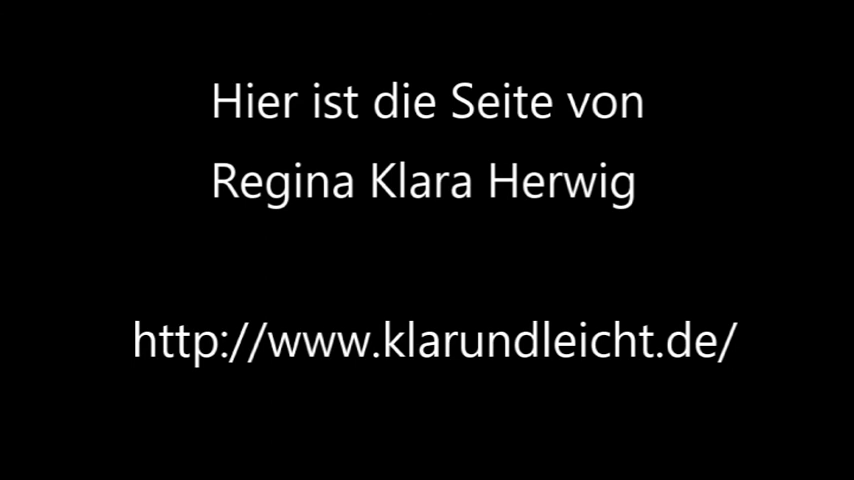 Hier ist die Seite von
Regina Klara Herwig
http://www.klarundleicht.de/